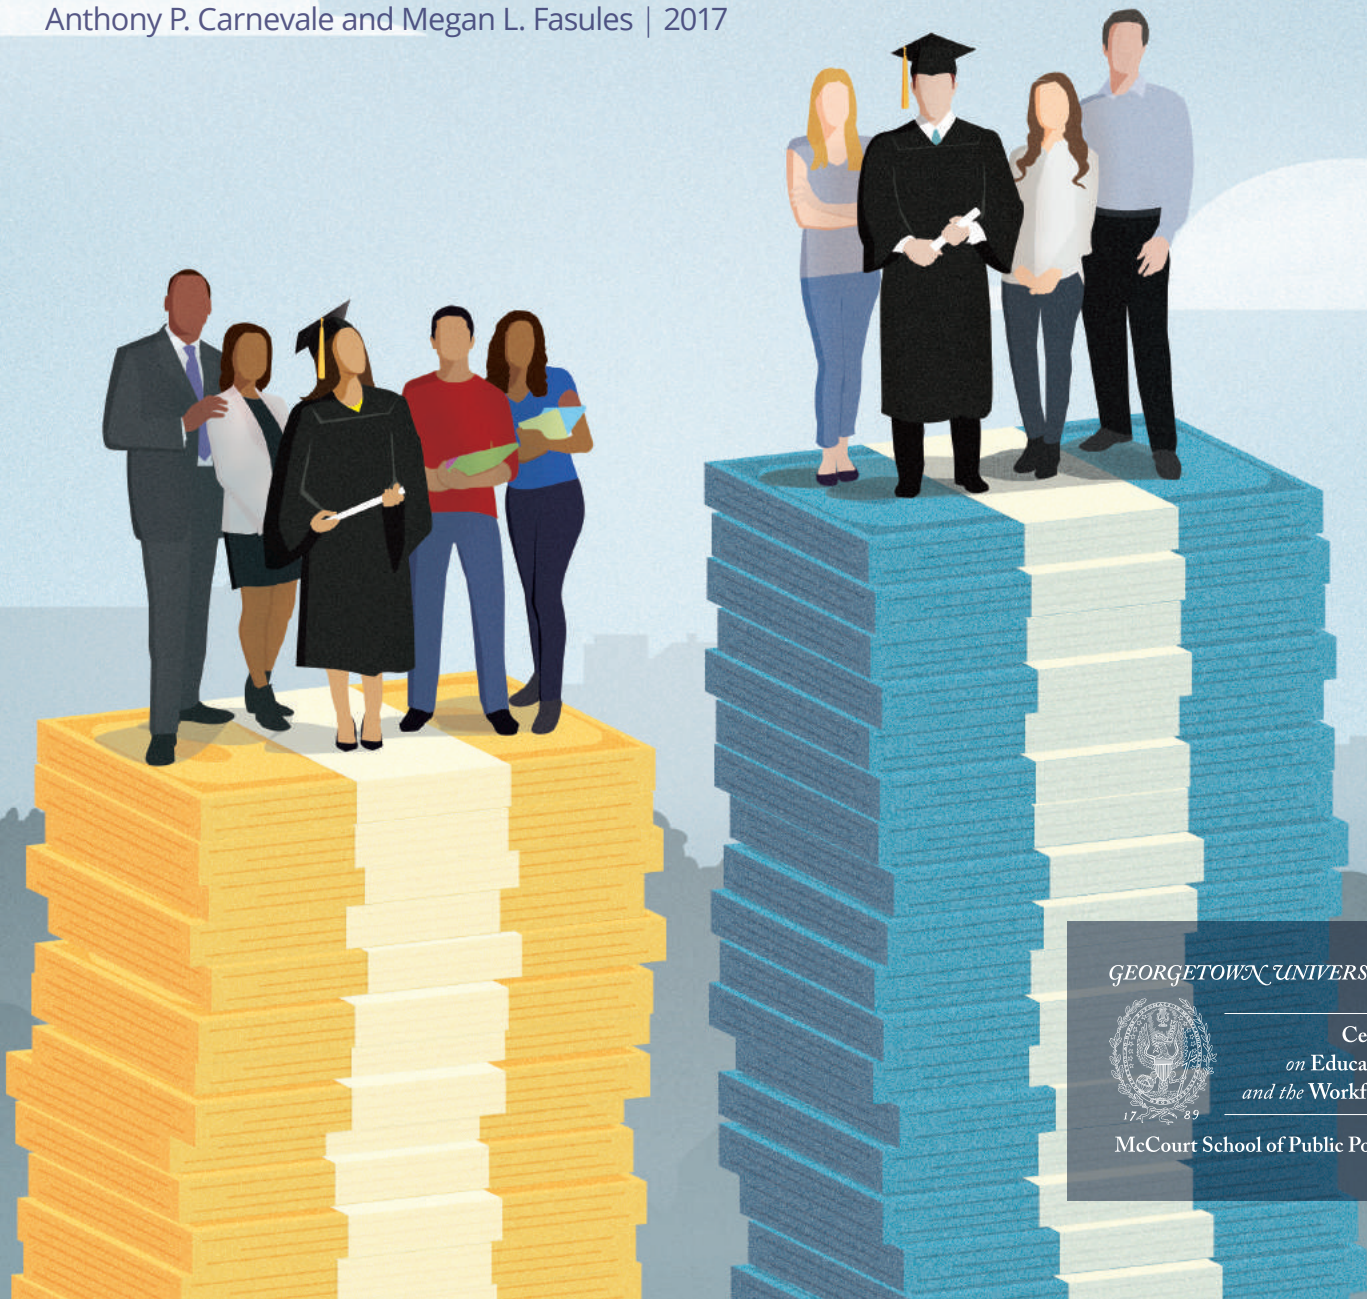 Anthony P. Carnevale and Megan L. Fasules | 2017
GEORGETOWN UNIVERS
Ce
on Educa
and the Workf
17 89
McCourt School of Public Po